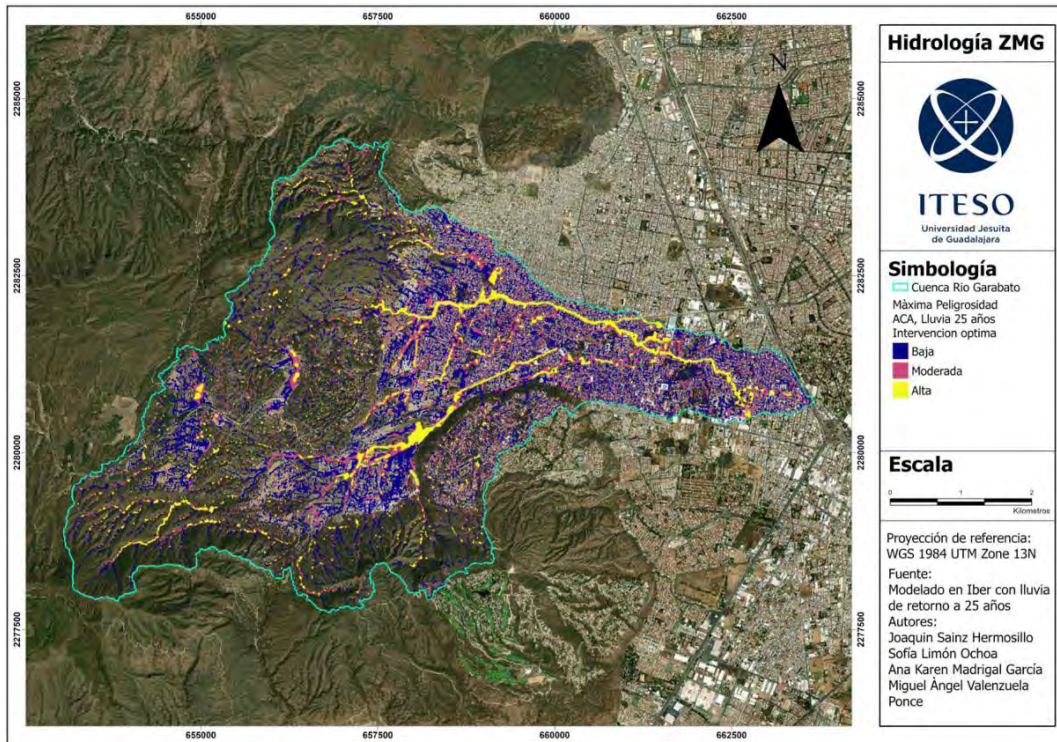 655000 657500 660000 662500
2285000 2285000
2282500 2282500
2280000 2280000
2277500 2277500
655000 657500 660000 662500
N
Hidrología ZMG
ITESO
Universidad Jesuita
de Guadalajara
Simbología
Cuenca Rio Garabato
Màxima Peligrosidad
ACA, Lluvia 25 años
Intervencion optima
Baja
Moderada
Alta
Escala
0 1 2
Kilometros
Proyección de referencia:
WGS 1984 UTM Zone 13N
Fuente:
Modelado en Iber con lluvia
de retorno a 25 años
Autores:
Joaquin Sainz Hermosillo
Sofía Limón Ochoa
Ana Karen Madrigal García
Miguel Àngel Valenzuela
Ponce